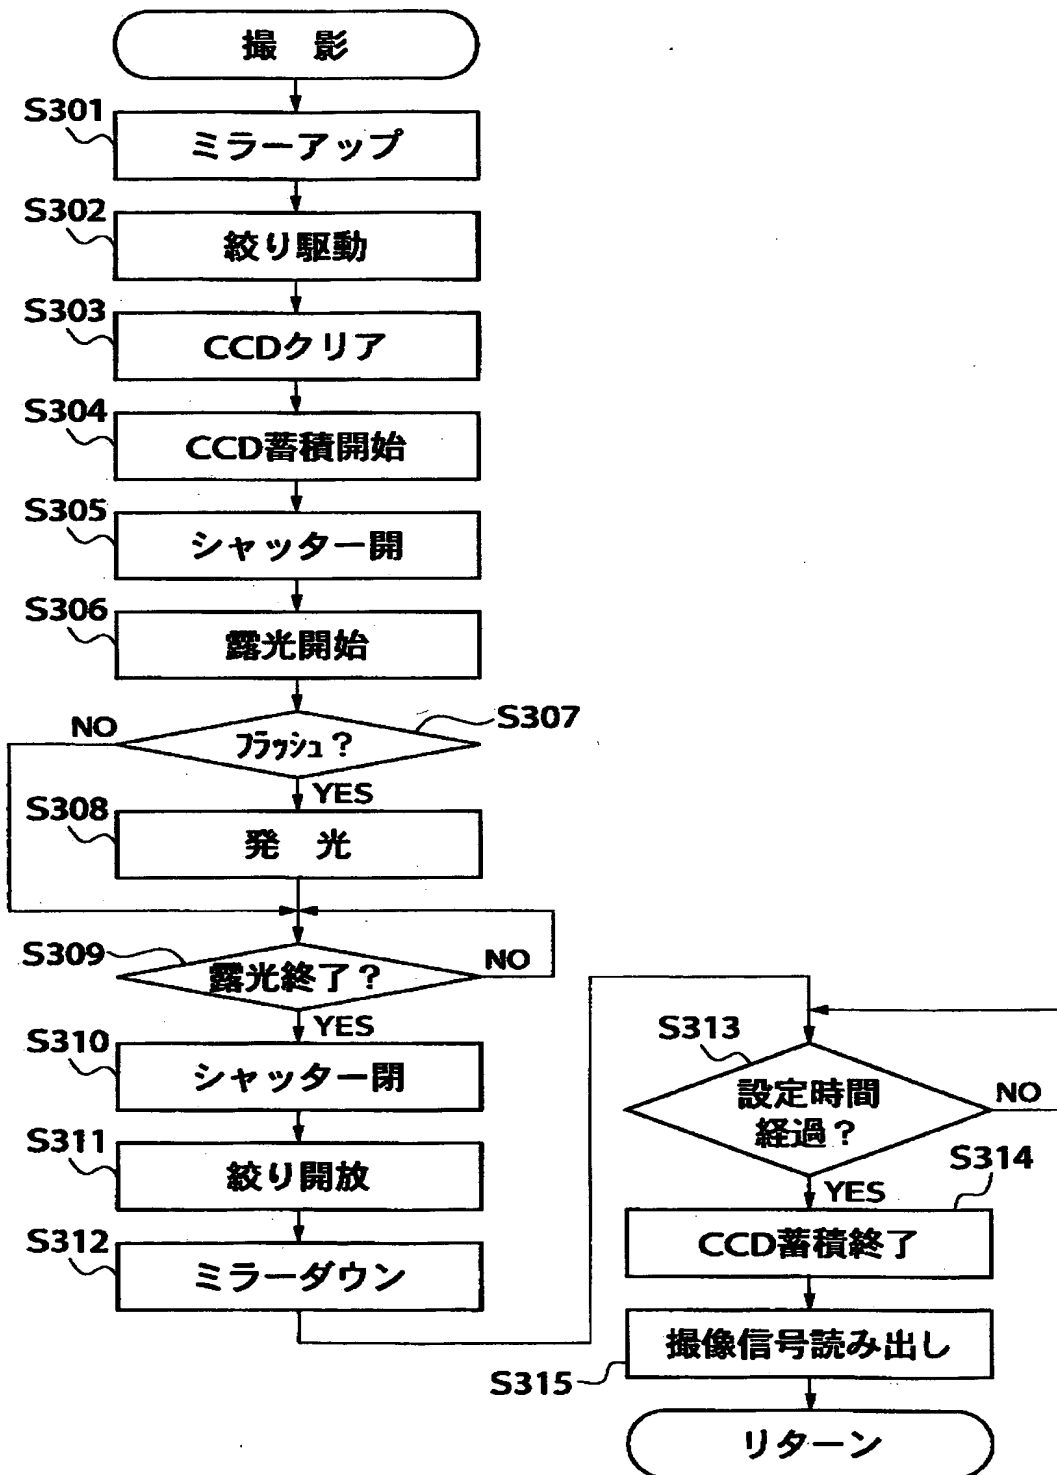 撮 影
S301
ミラーアップ
S302
絞り駆動
S303
CCDクリア
S304
CCD蓄積開始
S305
シャッター開
S306
露光開始
S307
NO
フラッシュ？
YES
S308
発 光
S309
露光終了？
NO
YES
S310
シャッター閉
S311
絞り開放
S312
ミラーダウン
S313
設定時間
経過？
NO
YES
S314
CCD蓄積終了
撮像信号読み出し
S315
リターン